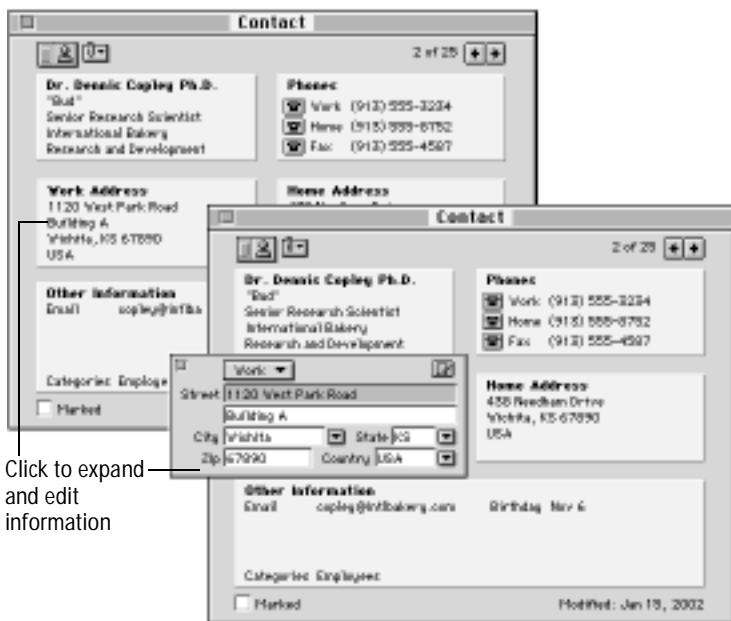 Contact
2 of 25
Dr. Dennis Copley Ph.D.
"Bud"
Senior Research Scientist
International Bakery
Research and Development
Phones
Work (913) 555-3234
Home (913) 555-8752
Fax (913) 555-4587
Work Address
1120 West Park Road
Building A
Wichita, KS 67890
USA
Home Address
Other Information
Email
Categories Employe
Marked
Click to expand
and edit
information
Contact
2 of 25
Dr. Dennis Copley Ph.D.
"Bud"
Senior Research Scientist
International Bakery
Research and Development
Phones
Work (913) 555-3234
Home (913) 555-8752
Fax (913) 555-4587
Work
Street 1120 West Park Road
Building A
City Wichita State KS
Zip 67890 Country USA
Home Address
438 Needham Drive
Wichita, KS 67890
USA
Other Information
Email copley@intlbakery.com Birthday Nov 6
Categories Employees
Marked
Modified: Jan 15, 2002